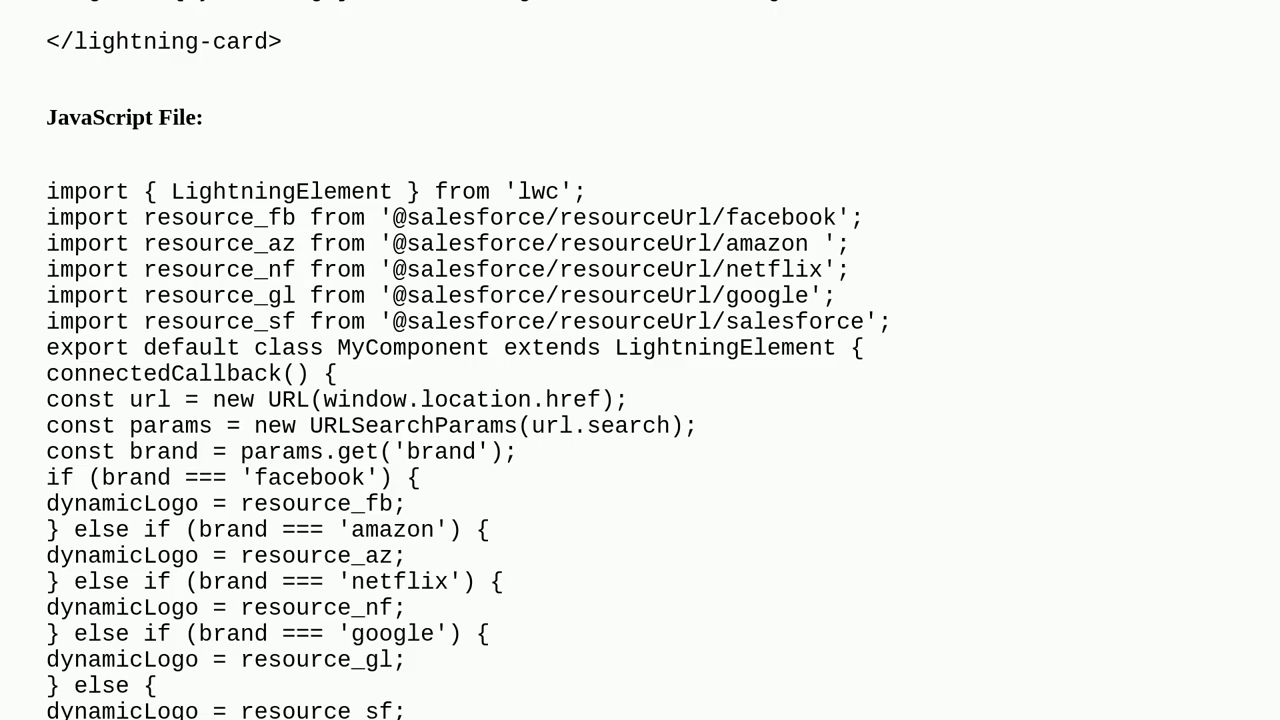 </lightning-card>
JavaScript File:
import { LightningElement } from 'lwc';
import resource_fb from '@salesforce/resourceUrl/facebook';
import resource_az from '@salesforce/resourceUrl/amazon ';
import resource_nf from '@salesforce/resourceUrl/netflix';
import resource_gl from '@salesforce/resourceUrl/google';
import resource_sf from '@salesforce/resourceUrl/salesforce';
export default class MyComponent extends LightningElement {
connectedCallback() {
const url = new URL(window.location.href);
const params = new URLSearchParams(url.search);
const brand = params.get('brand');
if (brand === 'facebook') {
dynamicLogo = resource_fb;
} else if (brand === 'amazon') {
dynamicLogo = resource_az;
} else if (brand === 'netflix') {
dynamicLogo = resource_nf;
} else if (brand === 'google') {
dynamicLogo = resource_gl;
} else {
dynamicLogo = resource_sf;